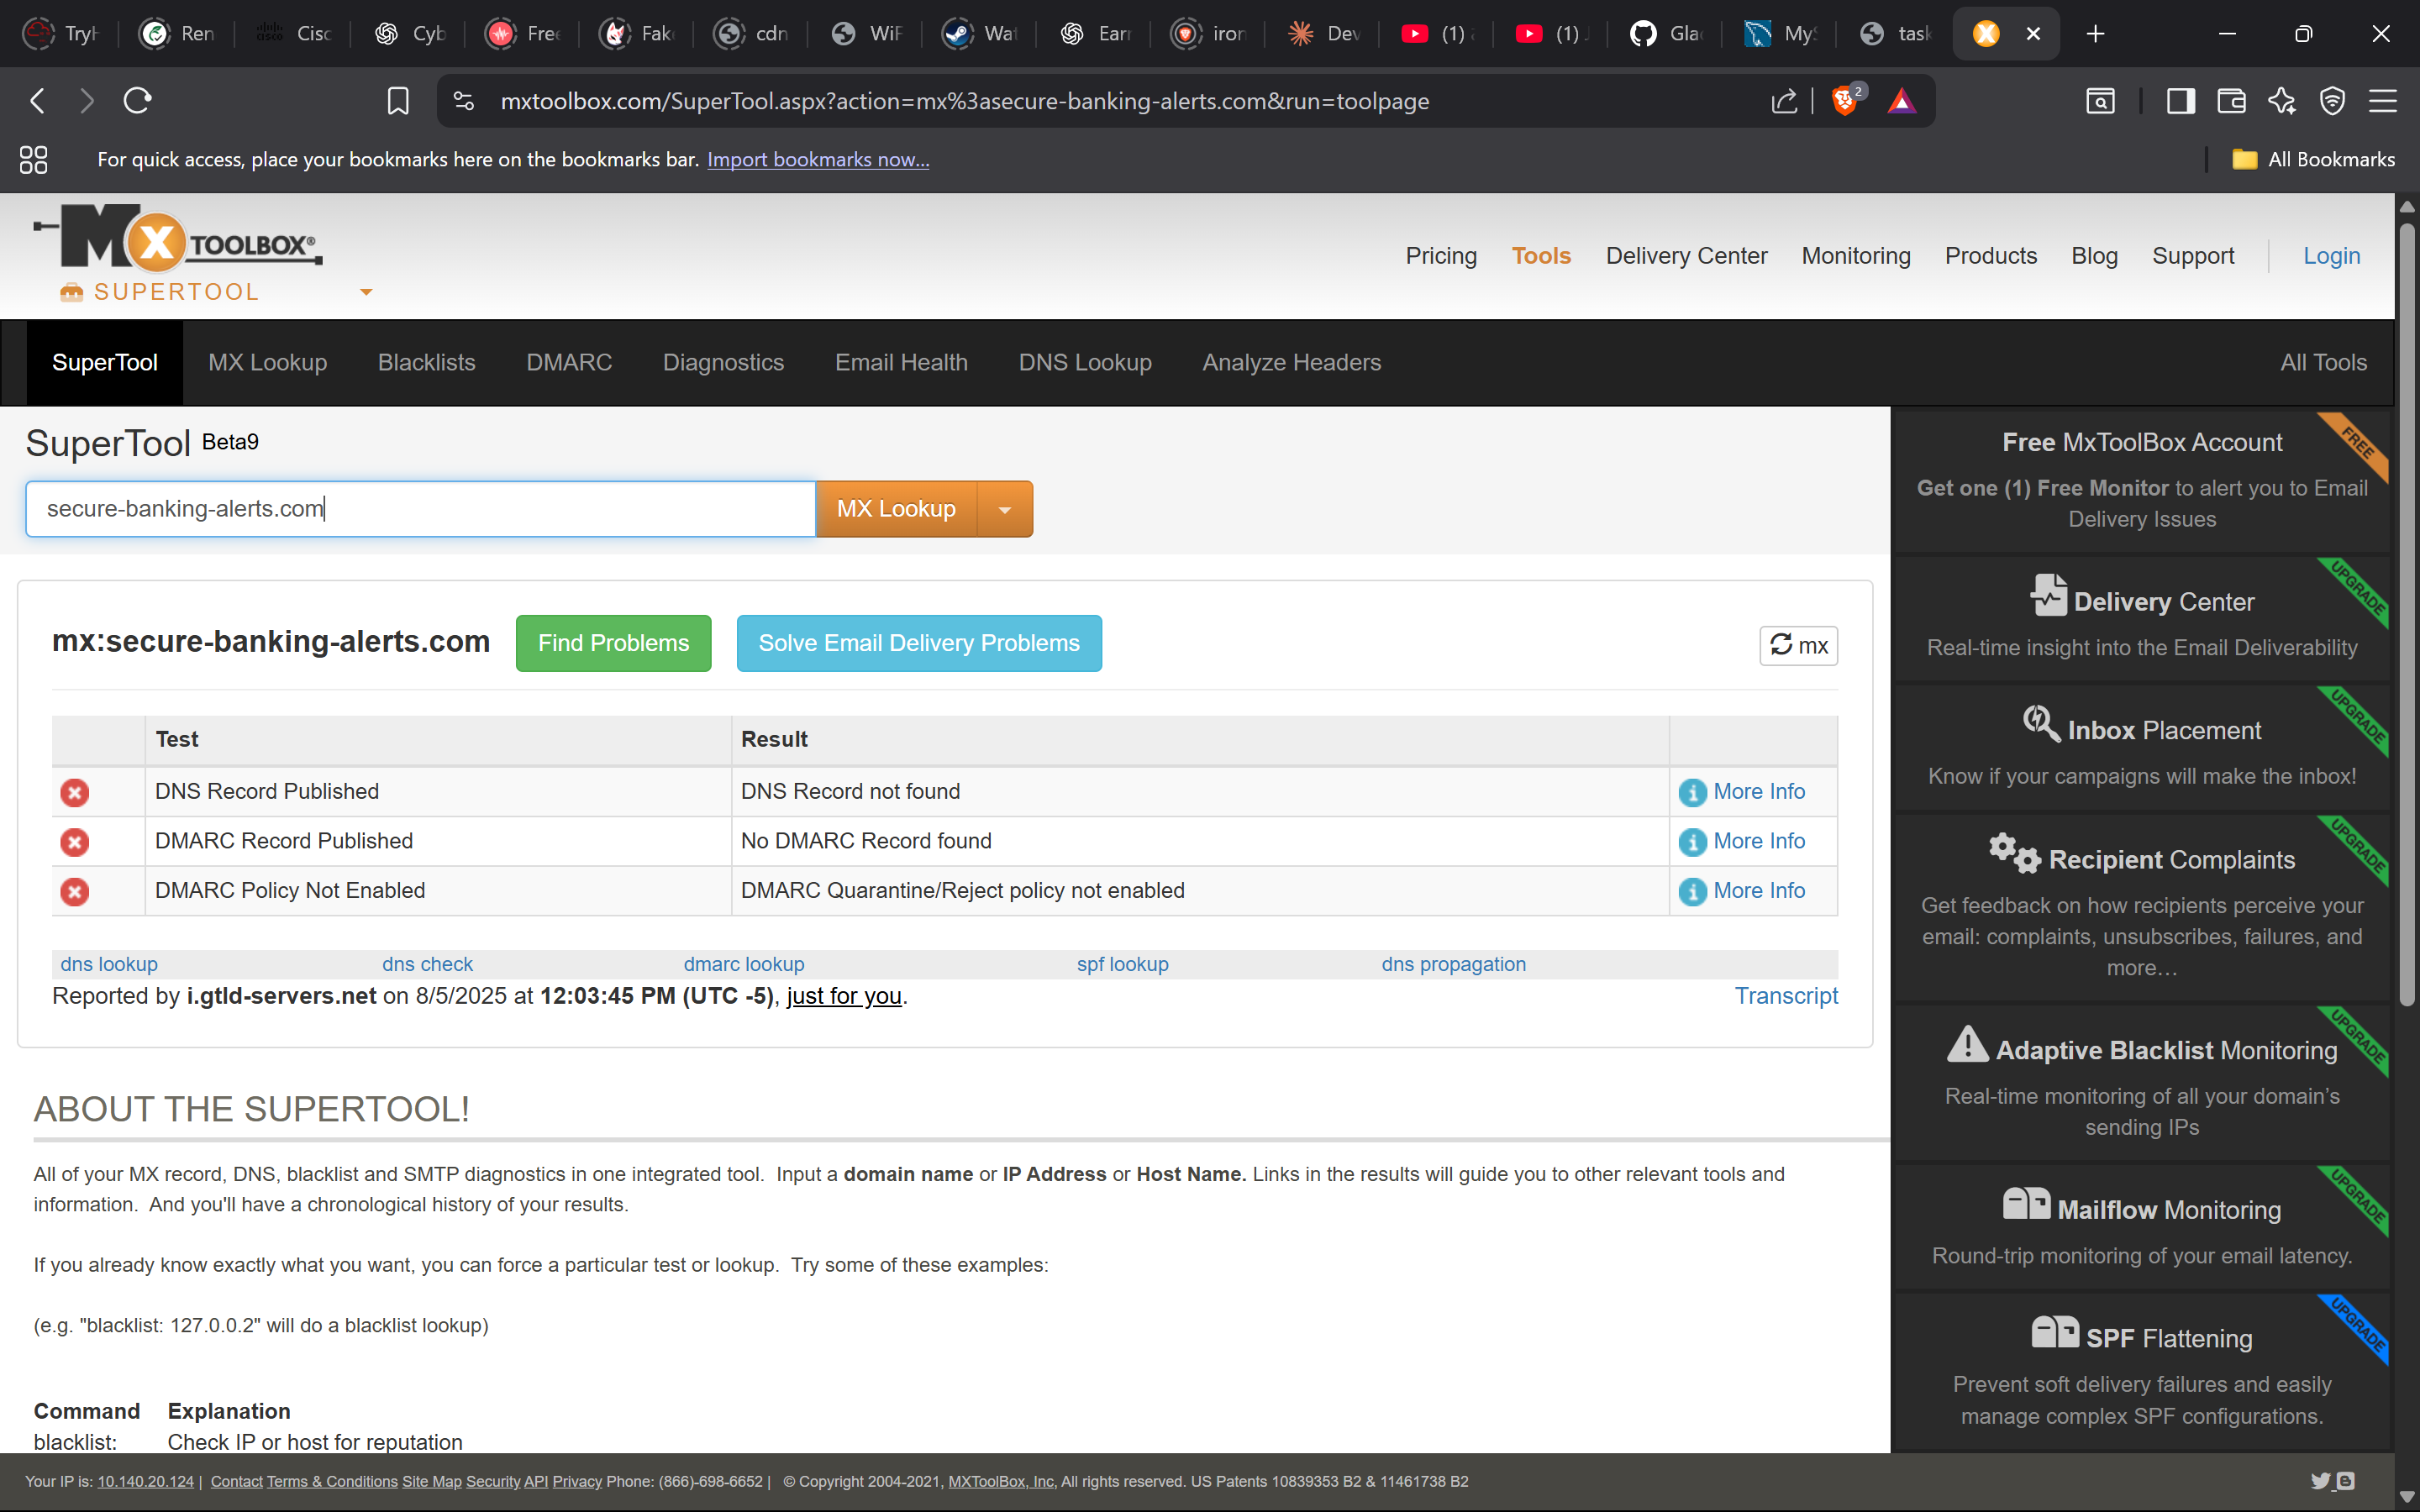 TryH
Ren
Cisc
Cyb
Free
Fak
cdn
WiF
Wat
Earn
iron
Dev
(1)
(1)
Glac
MyS
task
mxtoolbox.com/SuperTool.aspx?action=mx%3asecure-banking-alerts.com&run=toolpage
2
For quick access, place your bookmarks here on the bookmarks bar. Import bookmarks now...
All Bookmarks
MX TOOLBOX®
SUPERTOOL
Pricing Tools Delivery Center Monitoring Products Blog Support Login
SuperTool MX Lookup Blacklists DMARC Diagnostics Email Health DNS Lookup Analyze Headers All Tools
SuperTool Beta9
secure-banking-alerts.com
MX Lookup
mx:secure-banking-alerts.com Find Problems Solve Email Delivery Problems mx
Test Result
DNS Record Published DNS Record not found More Info
DMARC Record Published No DMARC Record found More Info
DMARC Policy Not Enabled DMARC Quarantine/Reject policy not enabled More Info
dns lookup dns check dmarc lookup spf lookup dns propagation
Reported by i.gtld-servers.net on 8/5/2025 at 12:03:45 PM (UTC -5), just for you. Transcript
ABOUT THE SUPERTOOL!
All of your MX record, DNS, blacklist and SMTP diagnostics in one integrated tool. Input a domain name or IP Address or Host Name. Links in the results will guide you to other relevant tools and
information. And you'll have a chronological history of your results.
If you already know exactly what you want, you can force a particular test or lookup. Try some of these examples:
(e.g. "blacklist: 127.0.0.2" will do a blacklist lookup)
Command Explanation
blacklist: Check IP or host for reputation
Free MxToolBox Account
FREE
Get one (1) Free Monitor to alert you to Email
Delivery Issues
Delivery Center
UPGRADE
Real-time insight into the Email Deliverability
Inbox Placement
UPGRADE
Know if your campaigns will make the inbox!
Recipient Complaints
UPGRADE
Get feedback on how recipients perceive your
email: complaints, unsubscribes, failures, and
more…
Adaptive Blacklist Monitoring
UPGRADE
Real-time monitoring of all your domain's
sending IPs
Mailflow Monitoring
UPGRADE
Round-trip monitoring of your email latency.
SPF Flattening
UPGRADE
Prevent soft delivery failures and easily
manage complex SPF configurations.
Your IP is: 10.140.20.124 | Contact Terms & Conditions Site Map Security API Privacy Phone: (866)-698-6652 | © Copyright 2004-2021, MXToolBox, Inc, All rights reserved. US Patents 10839353 B2 & 11461738 B2